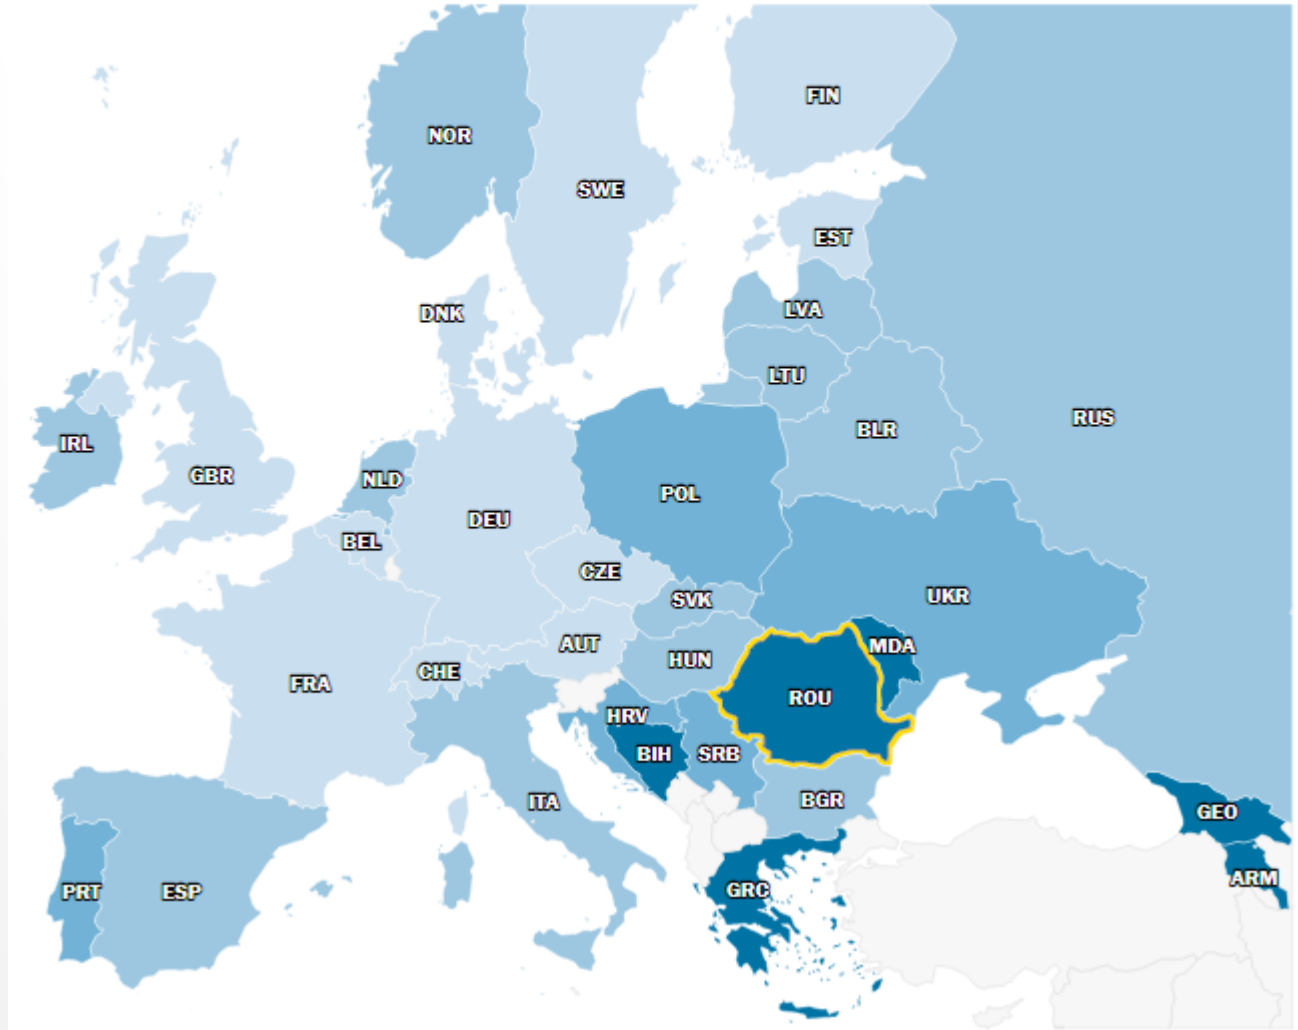 FIN
NOR
SWE
EST
DNK
LVA
LTU
RUS
BLR
IRL
GBR
NLD
POL
DEU
BEL
CZE
UKR
SVK
AUT
MDA
HUN
CHE
FRA
ROU
HRV
BIH
SRB
ITA
BGR
GEO
ARM
GRC
PRT
ESP